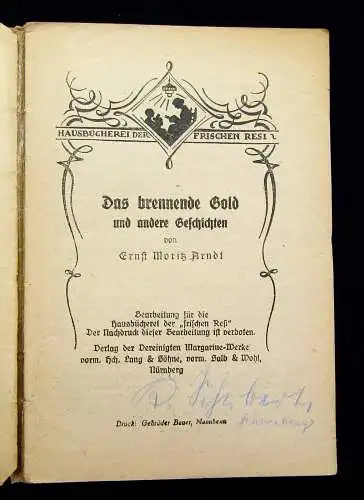 HAUSBÜCHEREI DER FRISCHEN RESI
Das brennende Gold
und andere Geschichten
von
Ernst Moritz Arndt
Bearbeitung für die
Hausbücherei der „frischen Resi“
Der Nachdruck dieser Bearbeitung ist verboten.
Verlag der Vereinigten Margarine-Werke
vorm. Hch. Lang & Söhne, vorm. Salb & Wohl,
Nürnberg
Druck: Gebrüder Bauer, Mannheim